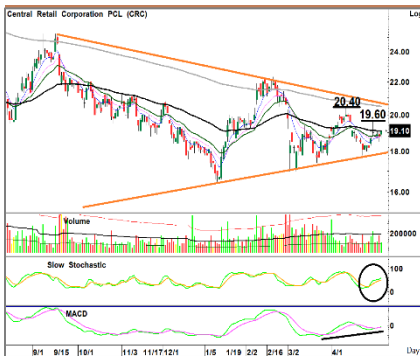 Central Retail Corporation PCL (CRC)
Lo
24.00
22.00
20.40
20.00
19.60
19.10
18.00
16.00
Volume
200000
Slow Stochastic
100
0
MACD
0
9/1 9/15 10/1 11/3 11/17 12/1 1/5 1/19 2/2 2/16 3/2 4/1 Day